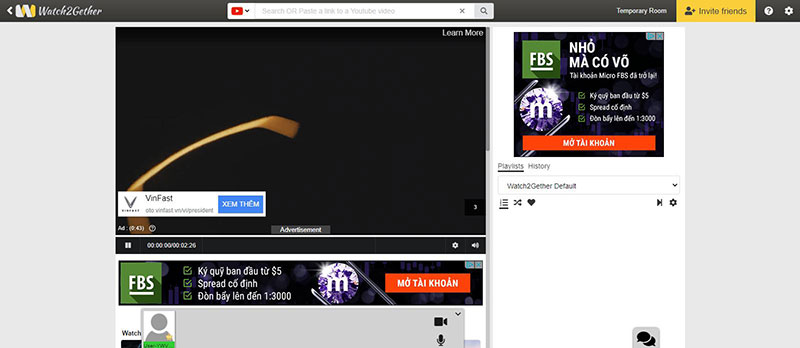 Watch2Gether
Search OR Paste a link to a Youtube video
Temporary Room
Invite friends
Learn More
VinFast
VINFAST
XEM THÊM
Ad : (0:43)
Advertisement
3
00:00:00/00:02:26
FBS
Ký quỹ ban đầu từ $5
Spread cố định
Đòn bẩy lên đến 1:3000
m
MỞ TÀI KHOẢN
Watch
FBS
NHỎ
MÀ CÓ VÕ
Tài khoản Micro FBS đã trở lại!
m
Ký quỹ ban đầu từ $5
Spread cố định
Đòn bẩy lên đến 1:3000
MỞ TÀI KHOẢN
Playlists History
Watch2Gether Default